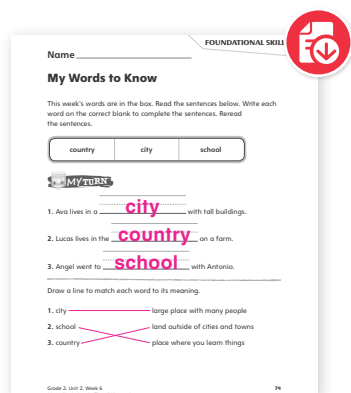 FOUNDATIONAL SKILL
Name
My Words to Know
This week's words are in the box. Read the sentences below. Write each
word on the correct blank to complete the sentences. Reread
the sentences.
country city school
MY TURN
1. Ava lives in a city with tall buildings.
2. Lucas lives in the country on a farm.
3. Angel went to school with Antonio.
Draw a line to match each word to its meaning.
1. city large place with many people
2. school land outside of cities and towns
3. country place where you learn things
Grade 2, Unit 2, Week 6 74